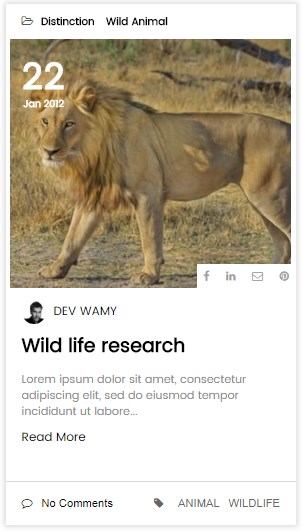 Distinction Wild Animal
22
Jan 2012
DEV WAMY
Wild life research
Lorem ipsum dolor sit amet, consectetur
adipiscing elit, sed do eiusmod tempor
incididunt ut labore...
Read More
No Comments ANIMAL WILDLIFE